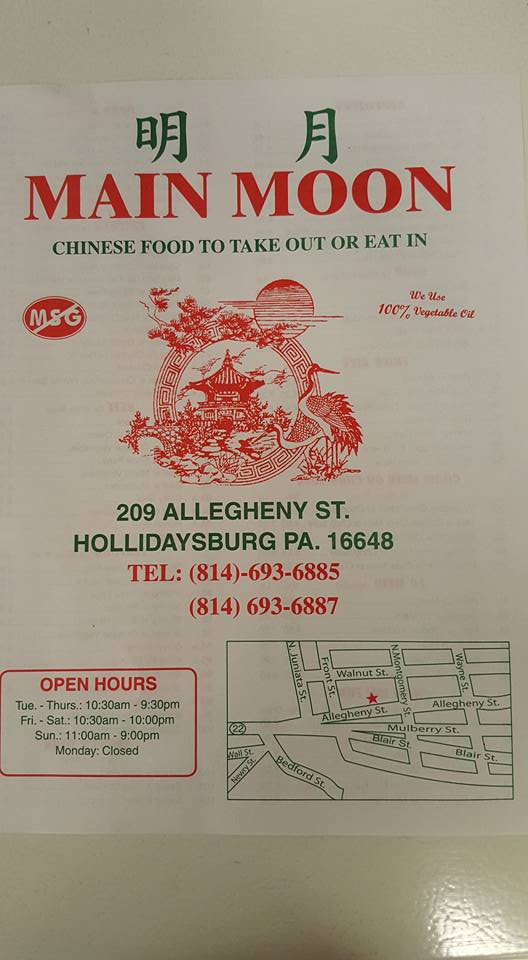 明 月
MAIN MOON
CHINESE FOOD TO TAKE OUT OR EAT IN
MSG
We Use
100% Vegetable Oil
209 ALLEGHENY ST.
HOLLIDAYSBURG PA. 16648
TEL: (814)-693-6885
(814) 693-6887
OPEN HOURS
Tue. - Thurs.: 10:30am - 9:30pm
Fri. - Sat.: 10:30am - 10:00pm
Sun.: 11:00am - 9:00pm
Monday: Closed
N. Juniata St.
Front St.
Walnut St.
N. Montgomery St.
Wayne St.
Allegheny St.
Allegheny St.
22
Mulberry St.
Blair St.
Blair St.
Wall St.
Newry St.
Bedford St.